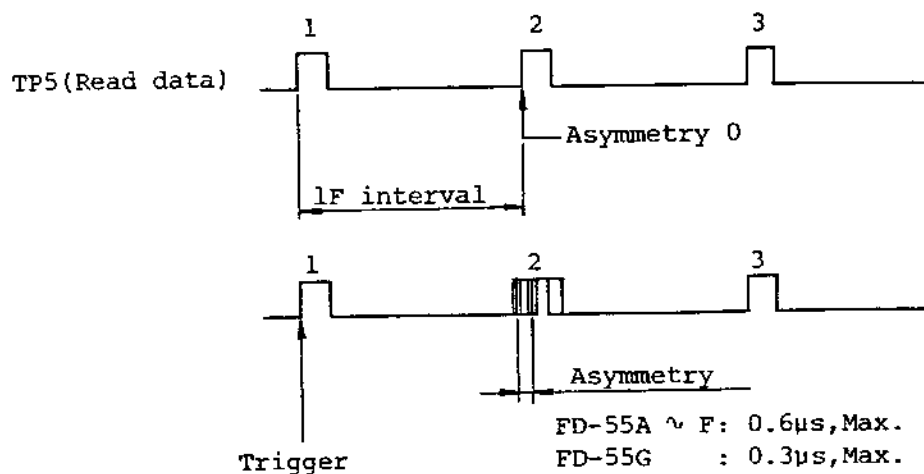 1 2 3
TP5(Read data)
Asymmetry 0
1F interval
1 2 3
Asymmetry
FD-55A ~ F: 0.6μs,Max.
FD-55G : 0.3μs,Max.
Trigger